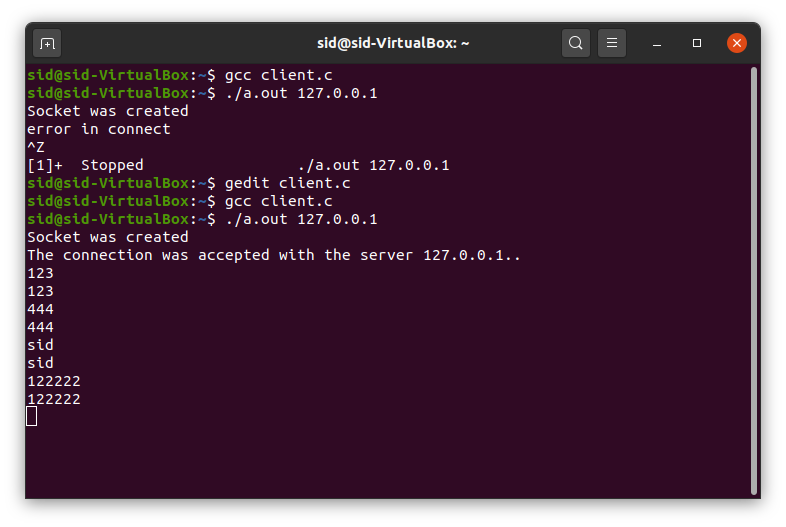 sid@sid-VirtualBox: ~
sid@sid-VirtualBox:~$ gcc client.c
sid@sid-VirtualBox:~$ ./a.out 127.0.0.1
Socket was created
error in connect
^Z
[1]+  Stopped                 ./a.out 127.0.0.1
sid@sid-VirtualBox:~$ gedit client.c
sid@sid-VirtualBox:~$ gcc client.c
sid@sid-VirtualBox:~$ ./a.out 127.0.0.1
Socket was created
The connection was accepted with the server 127.0.0.1..
123
123
444
444
sid
sid
122222
122222